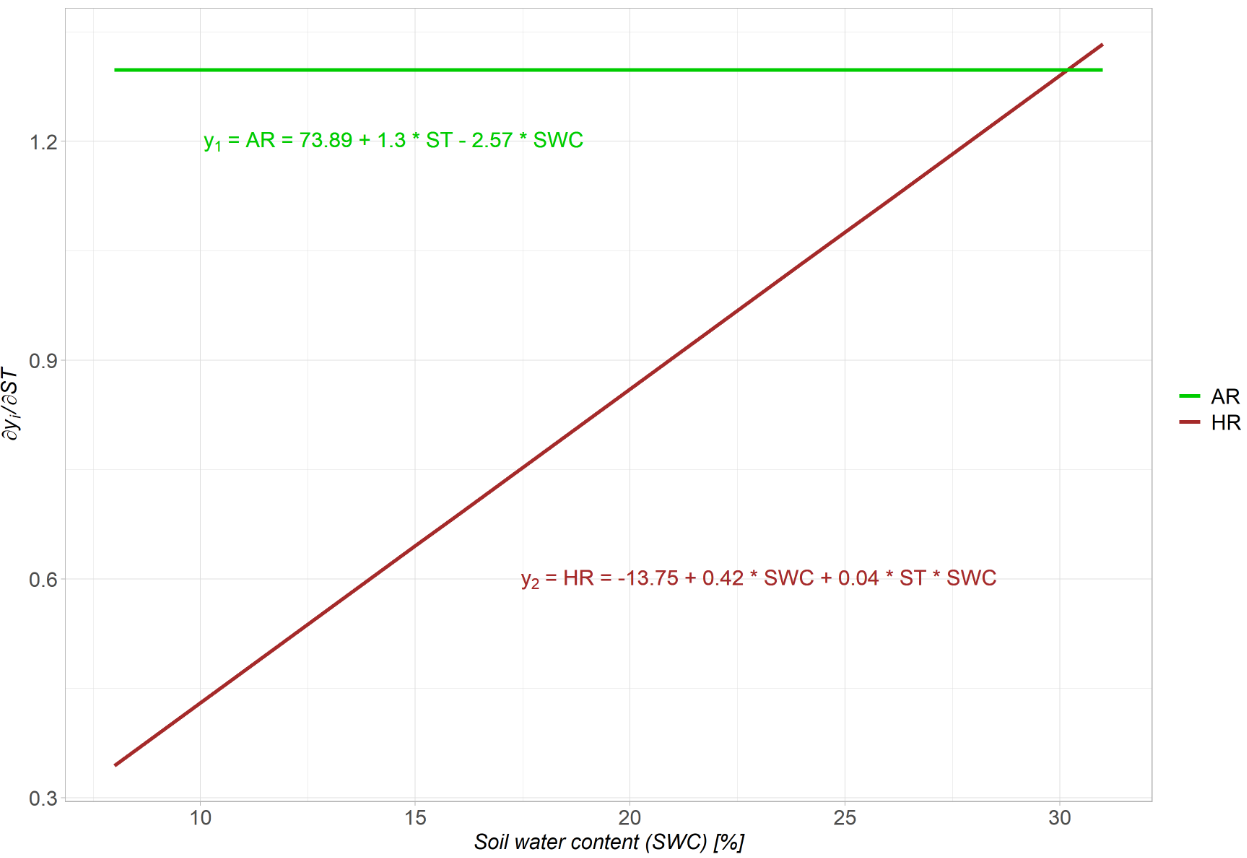 1.2
0.9
0.6
0.3
∂yᵢ/∂ST
y₁ = AR = 73.89 + 1.3 * ST - 2.57 * SWC
y₂ = HR = -13.75 + 0.42 * SWC + 0.04 * ST * SWC
AR
HR
10 15 20 25 30
Soil water content (SWC) [%]